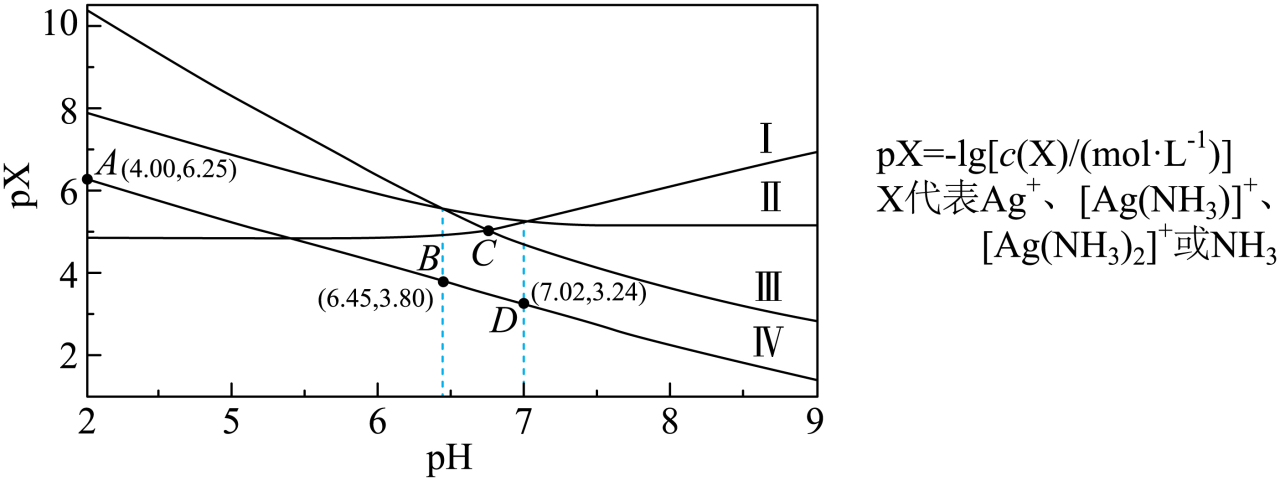 10
8
6
4
2
pX
A(4.00,6.25)
B
(6.45,3.80)
C
D
(7.02,3.24)
Ⅰ
Ⅱ
Ⅲ
Ⅳ
2 5 6 7 8 9
pH
pX=-lg[c(X)/(mol·L⁻¹)]
X代表Ag⁺、[Ag(NH₃)]⁺、
[Ag(NH₃)₂]⁺或NH₃